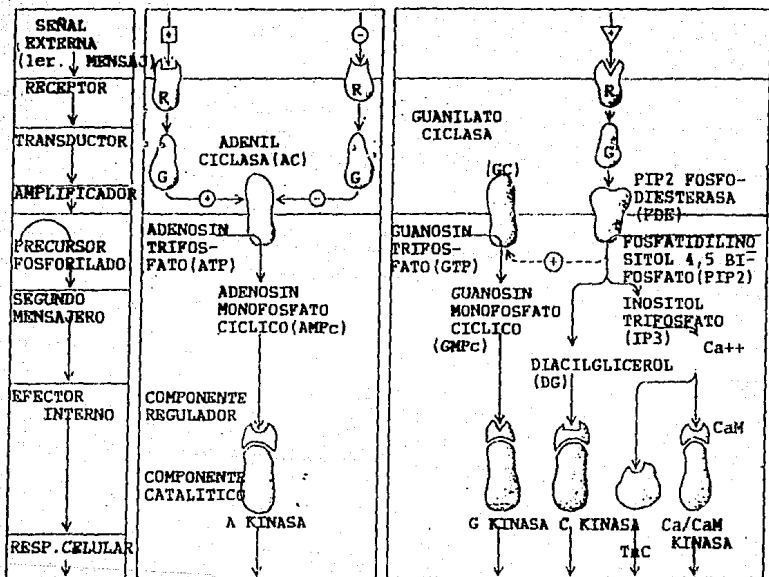 SEÑAL
EXTERNA
(1er. MENSAJ)
RECEPTOR
TRANSDUCTOR
AMPLIFICADOR
PRECURSOR
FOSFORILADO
SEGUNDO
MENSAJERO
EFECTOR
INTERNO
RESP.CELULAR
+
-
R
R
G
G
ADENIL
CICLASA(AC)
+
-
ADENOSIN
TRIFOS-
FATO(ATP)
ADENOSIN
MONOFOSFATO
CICLICO(AMPc)
COMPONENTE
REGULADOR
COMPONENTE
CATALITICO
A KINASA
+
R
G
GUANILATO
CICLASA
(GC)
PIP2 FOSFO-
DIESTERASA
(PDE)
GUANOSIN
TRIFOS-
FATO(GTP)
+
FOSFATIDILINO
SITOL 4,5 BI-
FOSFATO(PIP2)
GUANOSIN
MONOFOSFATO
CICLICO
(GMPc)
INOSITOL
TRIFOSFATO
(IP3)
Ca++
DIACILGLICEROL
(DG)
CaM
G KINASA
C KINASA
TnC
Ca/CaM
KINASA